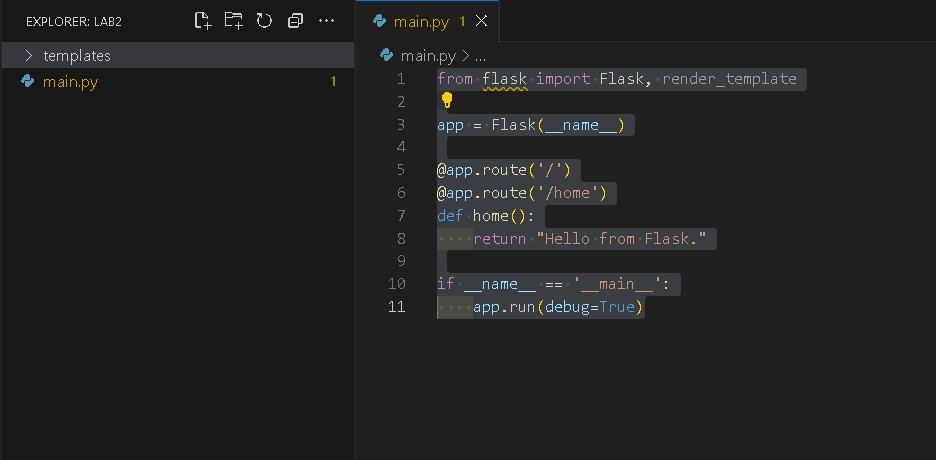 EXPLORER: LAB2
templates
main.py 1
main.py 1
main.py > ...
1 from flask import Flask, render_template
2
3 app = Flask(__name__)
4
5 @app.route('/')
6 @app.route('/home')
7 def home():
8     return "Hello from Flask."
9
10 if __name__ == '__main__':
11     app.run(debug=True)